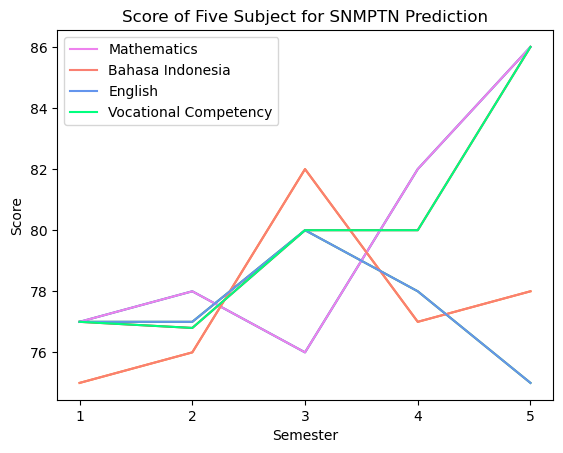 Score of Five Subject for SNMPTN Prediction
Mathematics
Bahasa Indonesia
English
Vocational Competency
Score
86
84
82
80
78
76
1 2 3 4 5
Semester